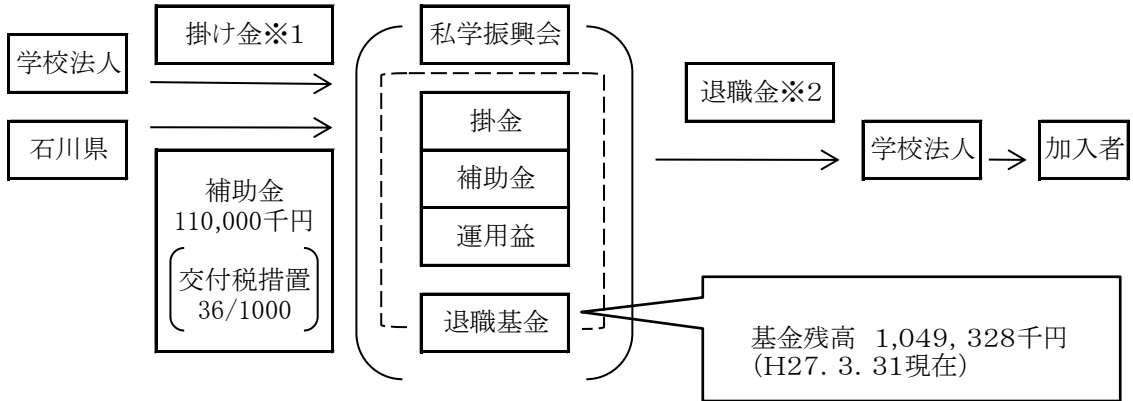 学校法人
掛け金※1
石川県
補助金
110,000千円
交付税措置
36/1000
私学振興会
掛金
補助金
運用益
退職基金
退職金※2
学校法人
加入者
基金残高 1,049,328千円
(H27.3.31現在)